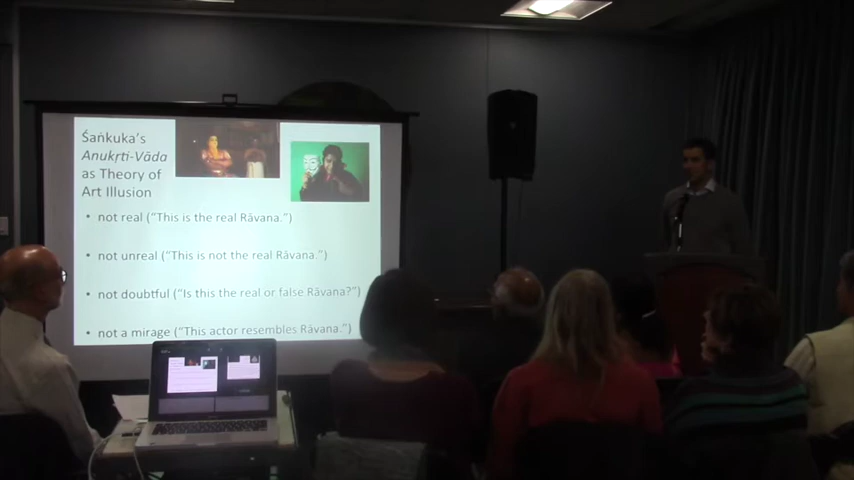 Śaṅkuka's
Anukṛti-Vāda
as Theory of
Art Illusion
• not real ("This is the real Rāvana.")
• not unreal ("This is not the real Rāvana.")
• not doubtful ("Is this the real or false Rāvana?")
• not a mirage ("This actor resembles Rāvana.")